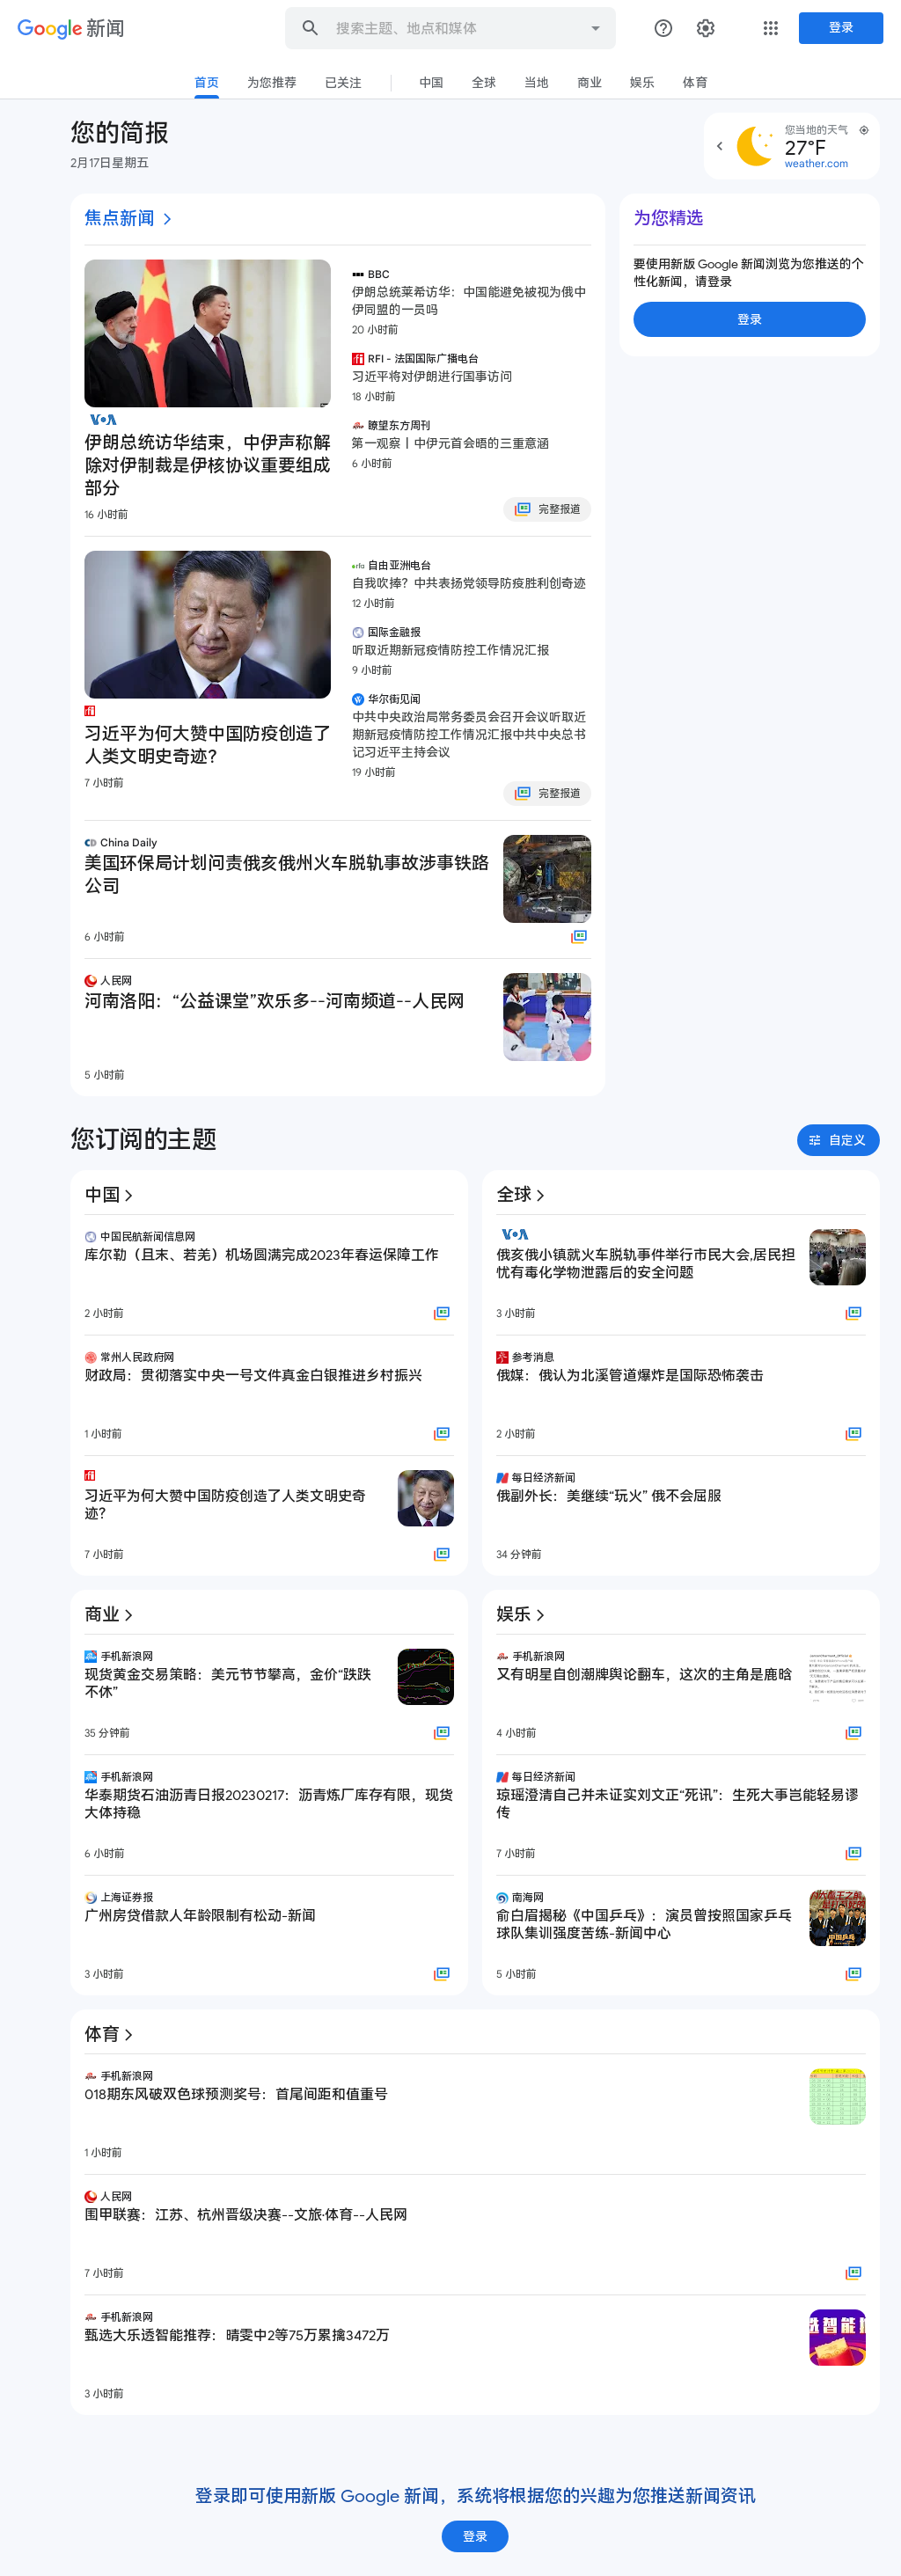 Google 新闻
搜索主题、地点和媒体
登录
首页
为您推荐
已关注
中国
全球
当地
商业
娱乐
体育
您的简报
2月17日星期五
您当地的天气
27°F
weather.com
焦点新闻
VOA
伊朗总统访华结束，中伊声称解
除对伊制裁是伊核协议重要组成
部分
16 小时前
BBC
伊朗总统莱希访华：中国能避免被视为俄中
伊同盟的一员吗
20 小时前
RFI - 法国国际广播电台
习近平将对伊朗进行国事访问
18 小时前
瞭望东方周刊
第一观察丨中伊元首会晤的三重意涵
6 小时前
完整报道
为您精选
要使用新版 Google 新闻浏览为您推送的个
性化新闻，请登录
登录
rfi
习近平为何大赞中国防疫创造了
人类文明史奇迹？
7 小时前
rfa 自由亚洲电台
自我吹捧？中共表扬党领导防疫胜利创奇迹
12 小时前
国际金融报
听取近期新冠疫情防控工作情况汇报
9 小时前
华尔街见闻
中共中央政治局常务委员会召开会议听取近
期新冠疫情防控工作情况汇报中共中央总书
记习近平主持会议
19 小时前
完整报道
China Daily
美国环保局计划问责俄亥俄州火车脱轨事故涉事铁路
公司
6 小时前
人民网
河南洛阳：“公益课堂”欢乐多--河南频道--人民网
5 小时前
您订阅的主题
自定义
中国
中国民航新闻信息网
库尔勒（且末、若羌）机场圆满完成2023年春运保障工作
2 小时前
常州人民政府网
财政局：贯彻落实中央一号文件真金白银推进乡村振兴
1 小时前
rfi
习近平为何大赞中国防疫创造了人类文明史奇
迹？
7 小时前
全球
VOA
俄亥俄小镇就火车脱轨事件举行市民大会,居民担
忧有毒化学物泄露后的安全问题
3 小时前
参考消息
俄媒：俄认为北溪管道爆炸是国际恐怖袭击
2 小时前
每日经济新闻
俄副外长：美继续“玩火” 俄不会屈服
34 分钟前
商业
手机新浪网
现货黄金交易策略：美元节节攀高，金价“跌跌
不休”
35 分钟前
手机新浪网
华泰期货石油沥青日报20230217：沥青炼厂库存有限，现货
大体持稳
6 小时前
上海证券报
广州房贷借款人年龄限制有松动-新闻
3 小时前
娱乐
手机新浪网
又有明星自创潮牌舆论翻车，这次的主角是鹿晗
4 小时前
每日经济新闻
琼瑶澄清自己并未证实刘文正“死讯”：生死大事岂能轻易谬
传
7 小时前
南海网
俞白眉揭秘《中国乒乓》：演员曾按照国家乒乓
球队集训强度苦练-新闻中心
中国乒乓
5 小时前
体育
手机新浪网
018期东风破双色球预测奖号：首尾间距和值重号
1 小时前
人民网
围甲联赛：江苏、杭州晋级决赛--文旅·体育--人民网
7 小时前
手机新浪网
甄选大乐透智能推荐：晴雯中2等75万累擒3472万
3 小时前
登录即可使用新版 Google 新闻，系统将根据您的兴趣为您推送新闻资讯
登录